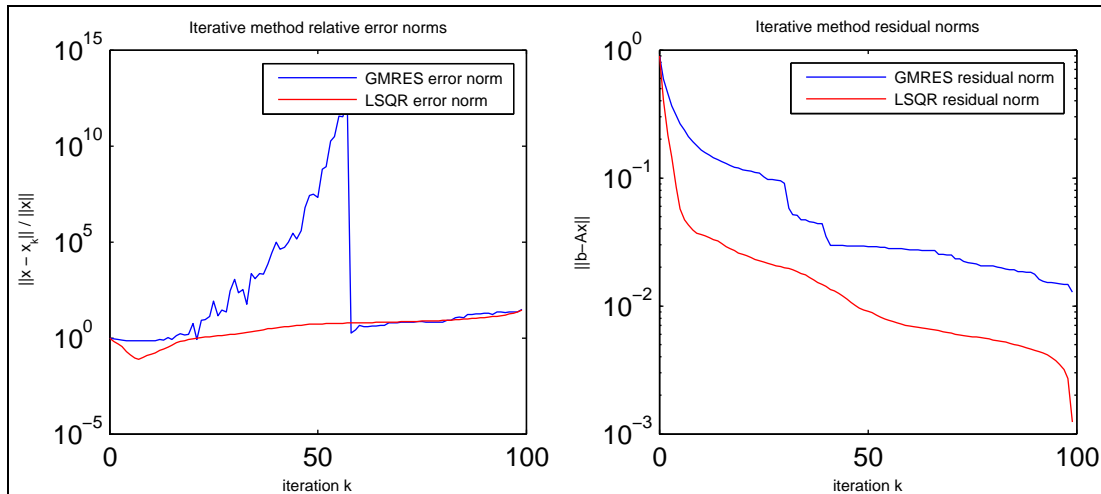 Iterative method relative error norms
10^15
10^10
10^5
10^0
10^−5
||x − x_k|| / ||x||
GMRES error norm
LSQR error norm
0
50
100
iteration k
Iterative method residual norms
10^0
10^−1
10^−2
10^−3
||b−Ax||
GMRES residual norm
LSQR residual norm
0
50
100
iteration k